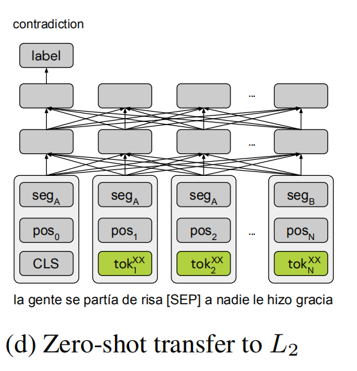 contradiction
label
...
...
seg_A seg_A seg_A seg_B
pos_0 pos_1 pos_2 ... pos_N
CLS tok_1^XX tok_2^XX tok_N^XX
la gente se partía de risa [SEP] a nadie le hizo gracia
(d) Zero-shot transfer to L_2